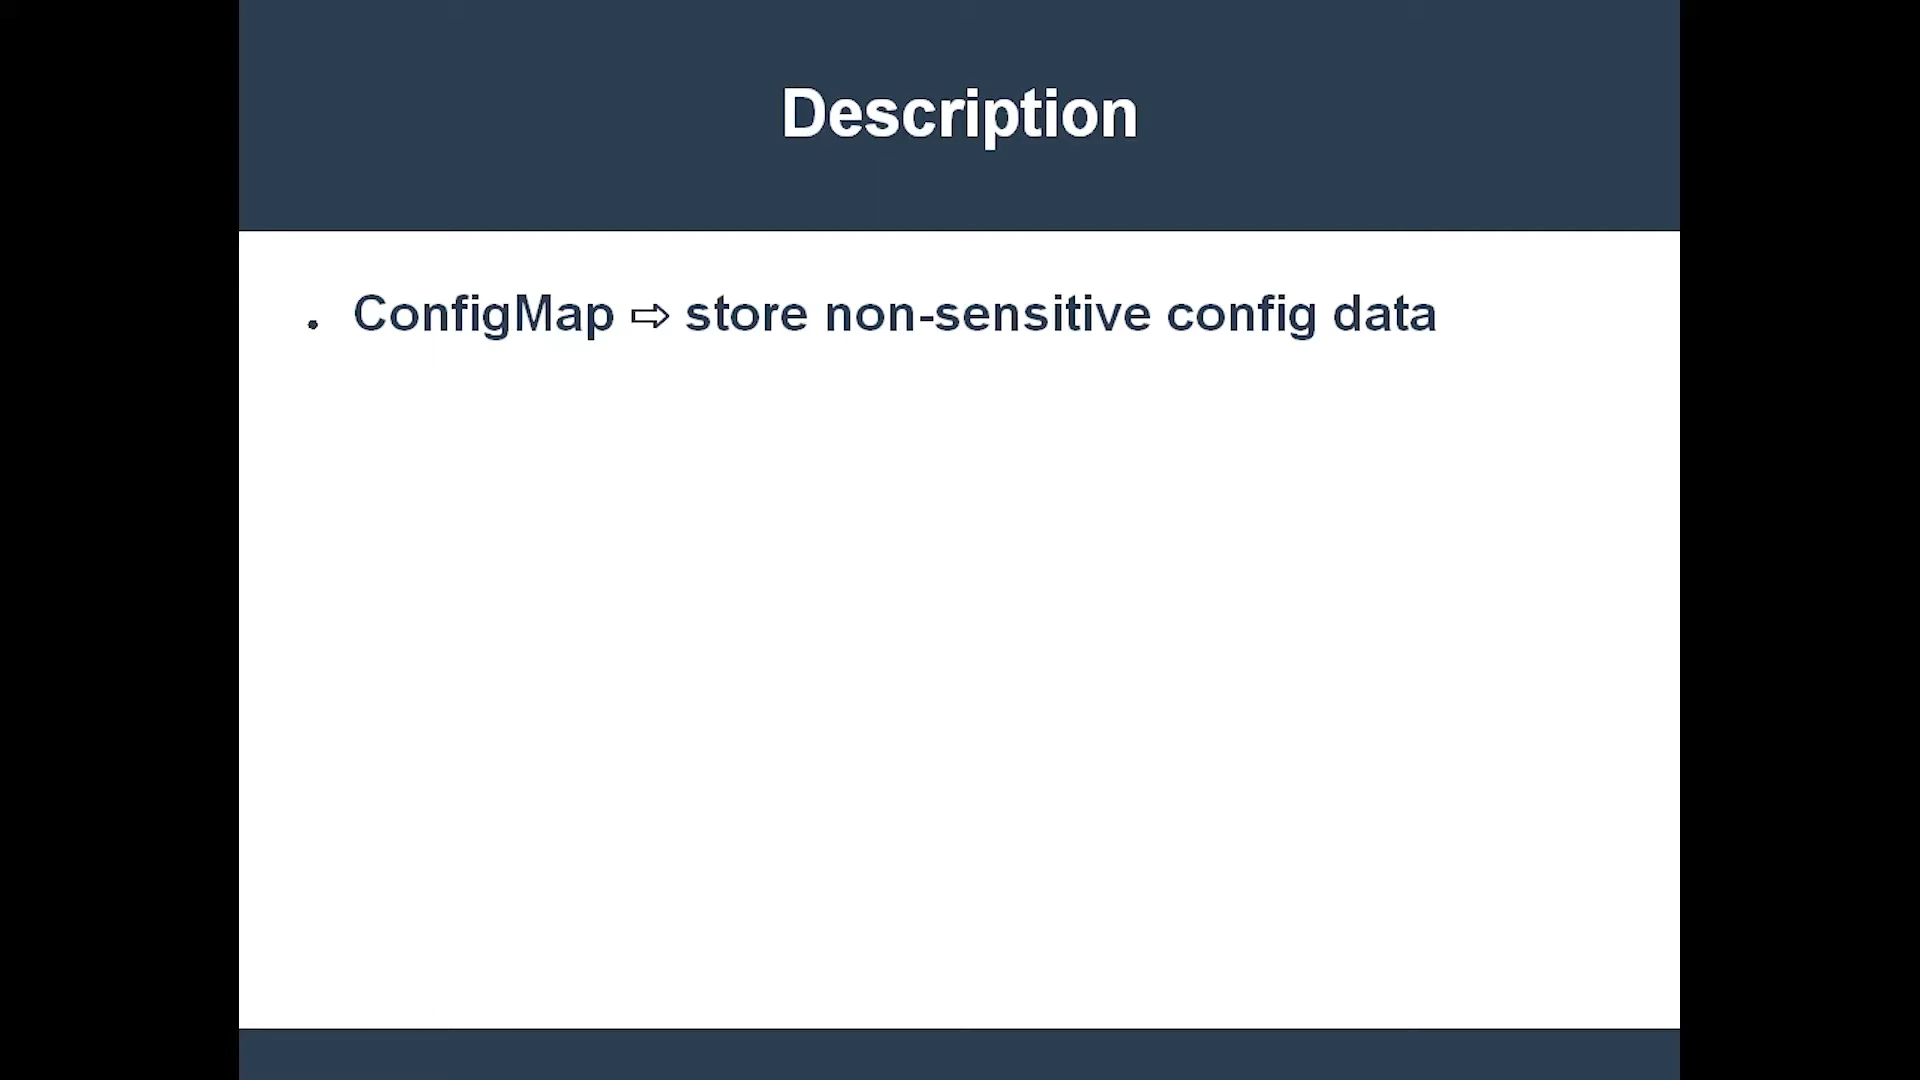 Description
• ConfigMap ⇨ store non-sensitive config data